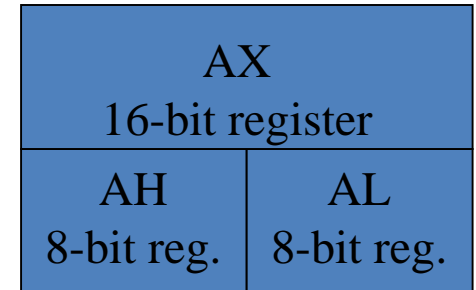 AX
16-bit register
AH
8-bit reg.
AL
8-bit reg.